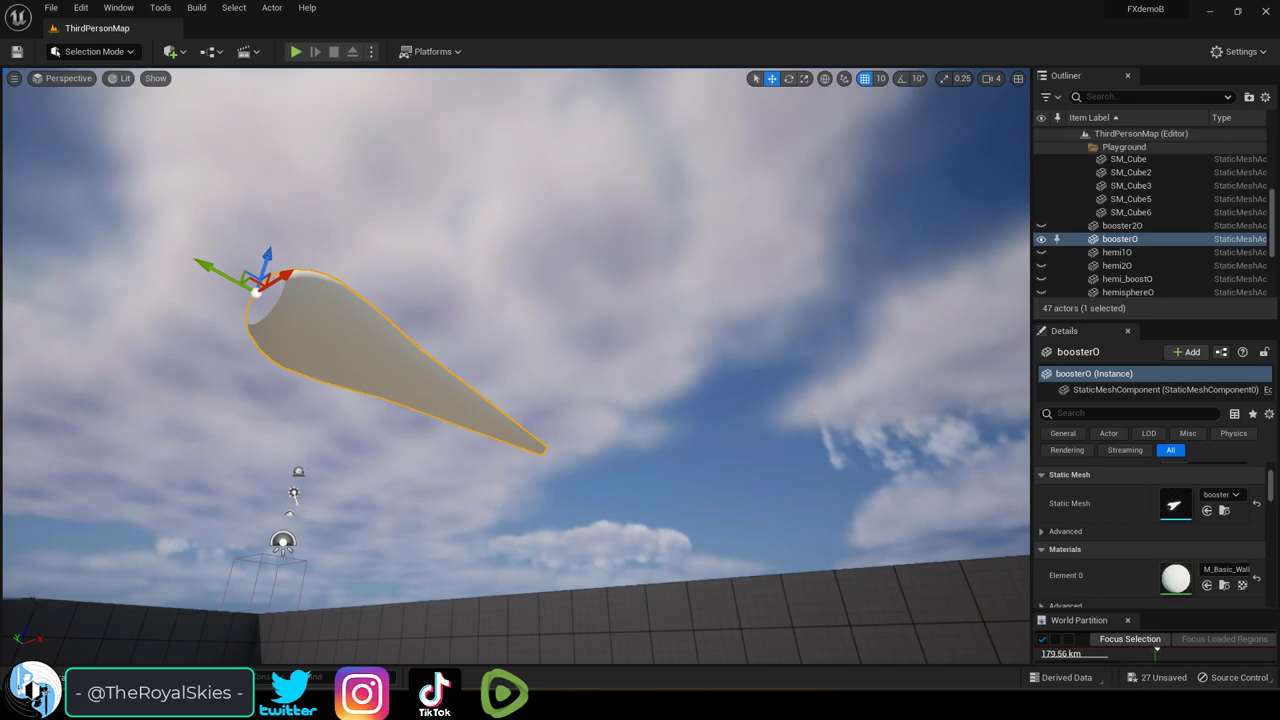 File Edit Window Tools Build Select Actor Help
FXdemoB
ThirdPersonMap
Selection Mode
Platforms
Settings
Perspective
Lit
Show
10
10°
0.25
4
Outliner
Search...
Item Label
Type
ThirdPersonMap (Editor)
Playground
SM_Cube StaticMeshAc
SM_Cube2 StaticMeshAc
SM_Cube3 StaticMeshAc
SM_Cube5 StaticMeshAc
SM_Cube6 StaticMeshAc
booster2O StaticMeshAc
boosterO StaticMeshAc
hemi1O StaticMeshAc
hemi2O StaticMeshAc
hemi_boostO StaticMeshAc
hemisphereO StaticMeshAc
47 actors (1 selected)
Details
boosterO
Add
boosterO (Instance)
StaticMeshComponent (StaticMeshComponent0) Ec
Search
General Actor LOD Misc Physics
Rendering Streaming All
Static Mesh
Static Mesh
booster
Advanced
Materials
Element 0
M_Basic_Wall
Advanced
World Partition
Focus Selection
Focus Loaded Regions
179.56 km
Derived Data
27 Unsaved
Source Control
- @TheRoyalSkies -
twitter
TikTok